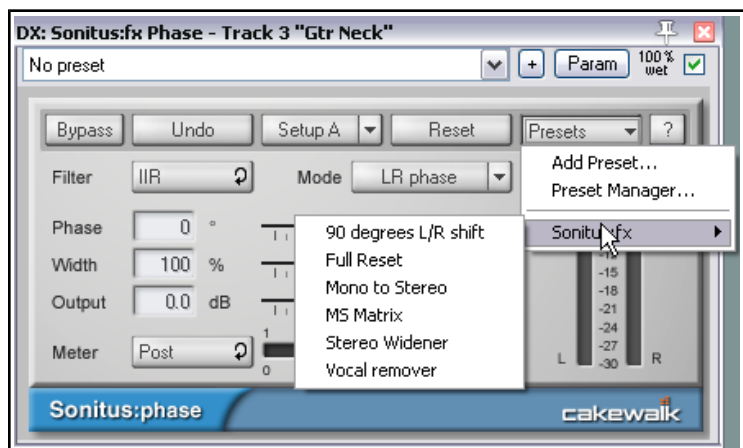 DX: Sonitus:fx Phase - Track 3 "Gtr Neck"
No preset
+
Param
100 %
wet
Bypass
Undo
Setup A
Reset
Presets
?
Add Preset...
Preset Manager...
Sonitus:fx
Filter
IIR
Mode
LR phase
Phase
0 °
Width
100 %
Output
0.0 dB
Meter
Post
1
0
90 degrees L/R shift
Full Reset
Mono to Stereo
MS Matrix
Stereo Widener
Vocal remover
-15
-18
-21
-24
-27
-30
L
R
Sonitus:phase
cakewalk